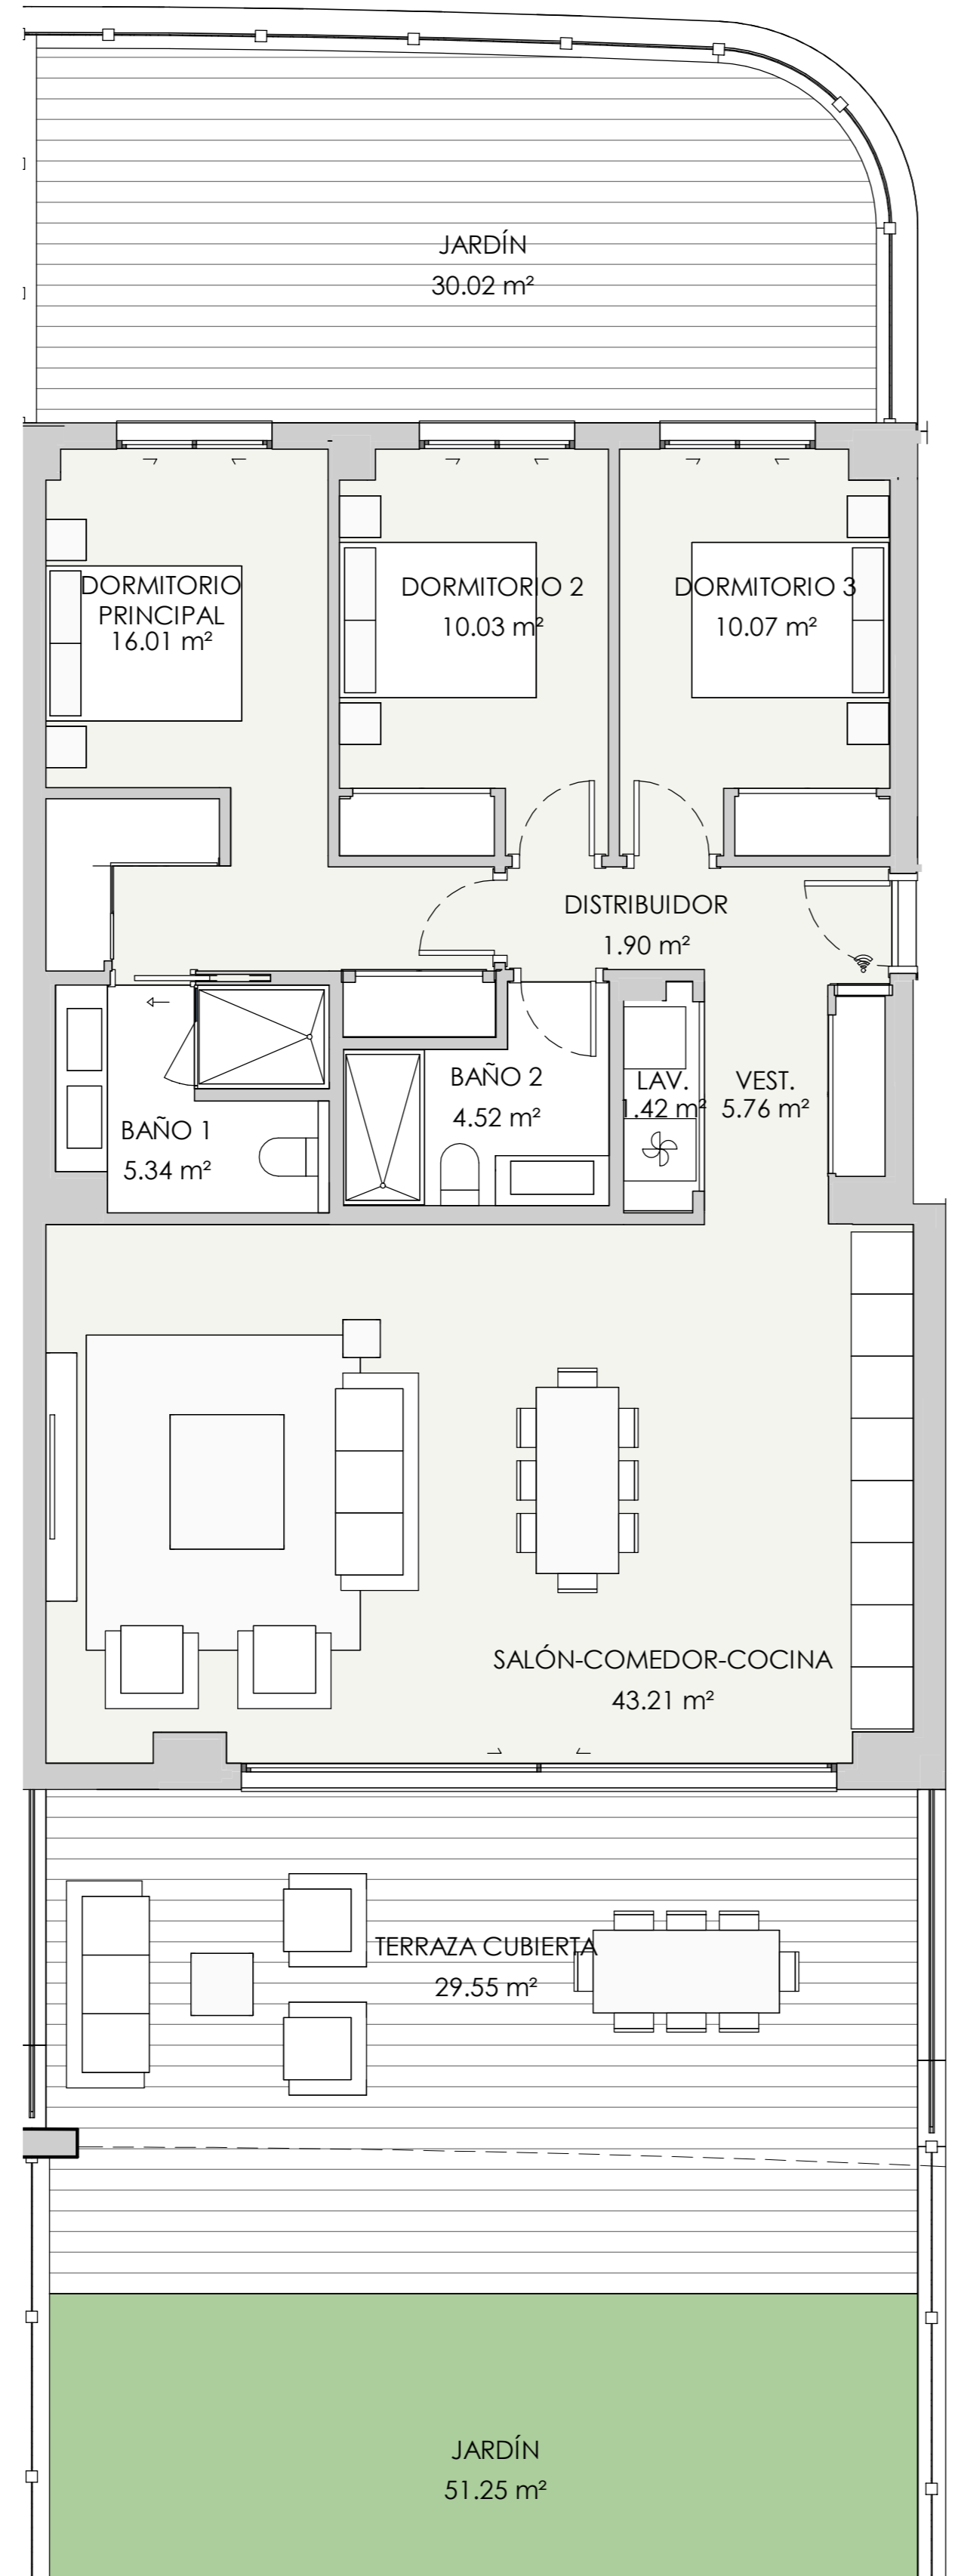 JARDÍN
30.02 m²
DORMITORIO
PRINCIPAL
16.01 m²
DORMITORIO 2
10.03 m²
DORMITORIO 3
10.07 m²
DISTRIBUIDOR
1.90 m²
BAÑO 1
5.34 m²
BAÑO 2
4.52 m²
LAV.
1.42 m²
VEST.
5.76 m²
SALÓN-COMEDOR-COCINA
43.21 m²
TERRAZA CUBIERTA
29.55 m²
JARDÍN
51.25 m²